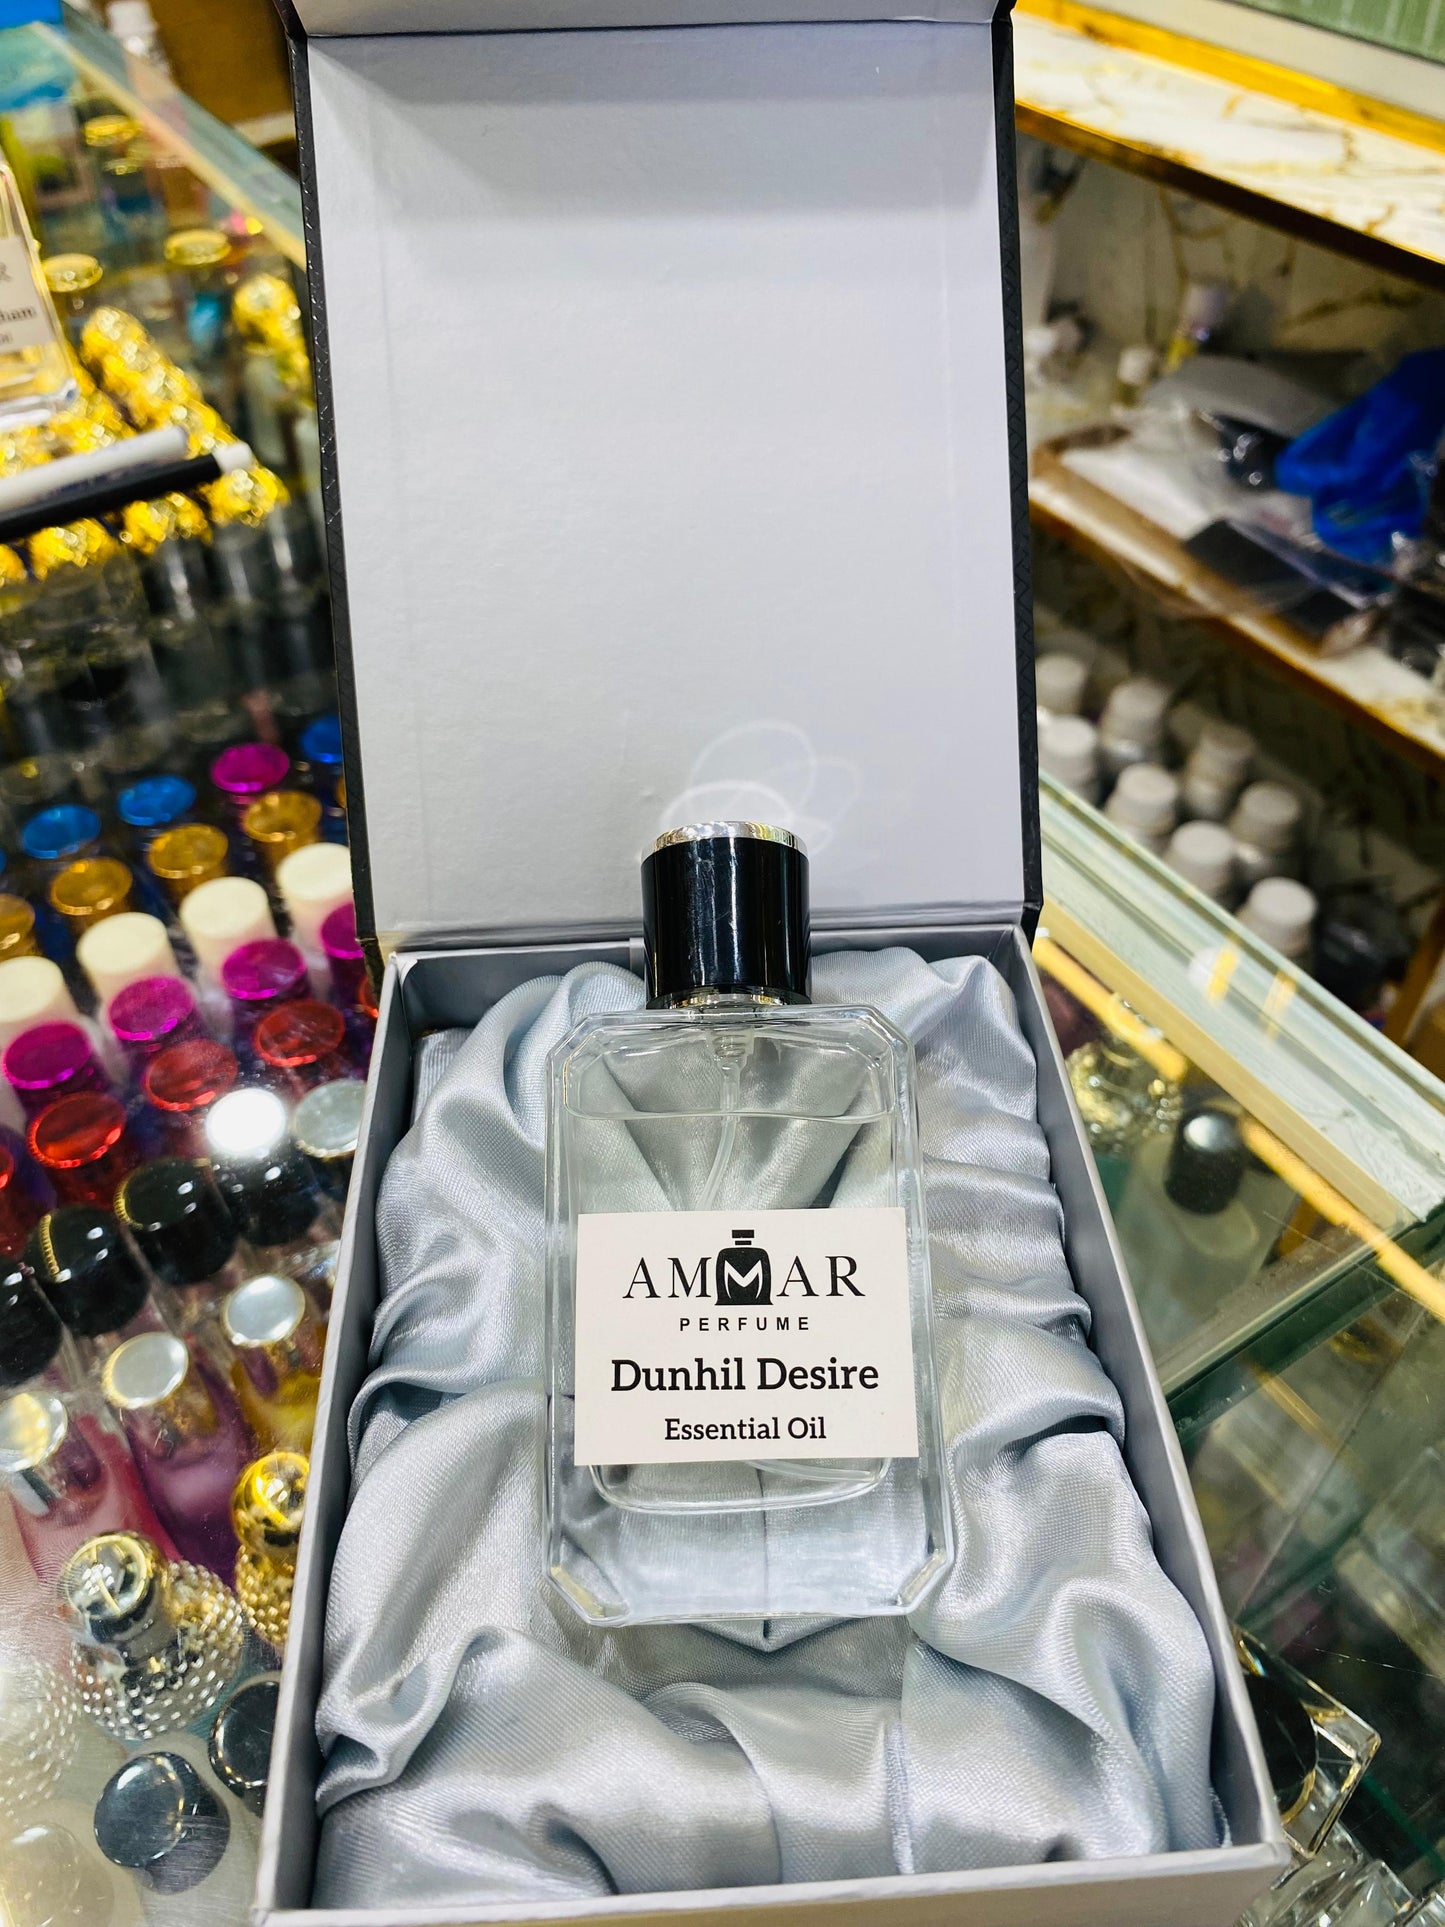 AMMAR
PERFUME
Dunhil Desire
Essential Oil